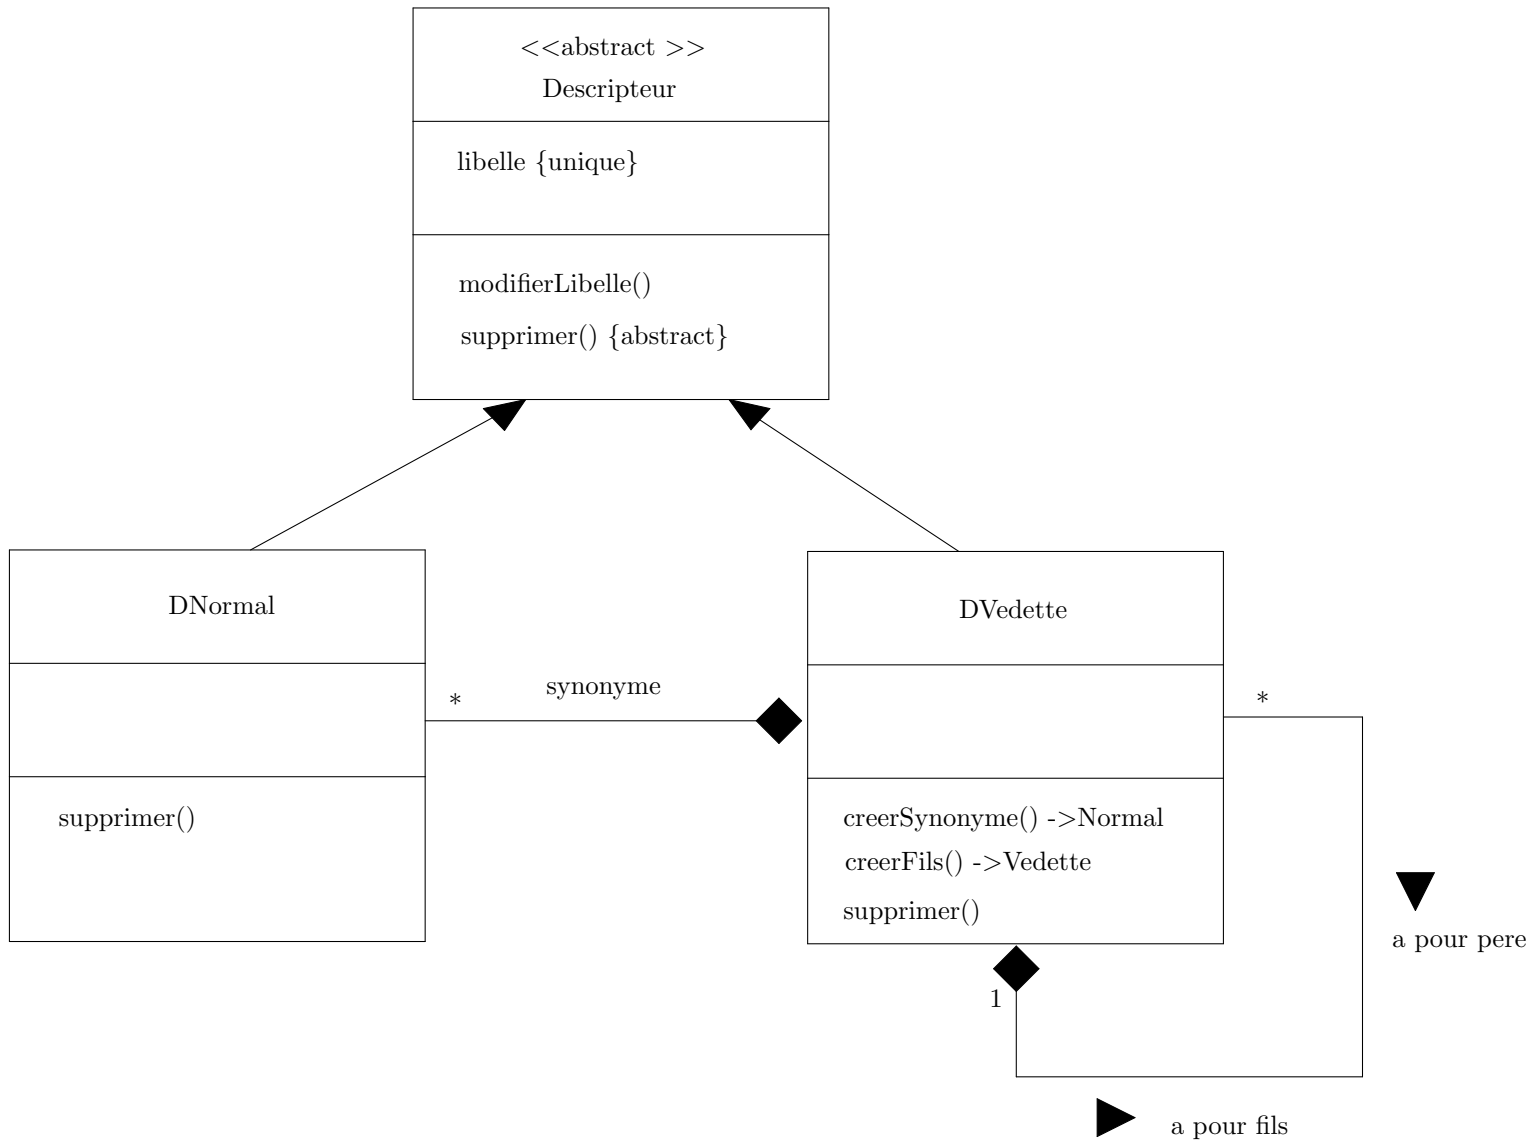 <<abstract >>
Descripteur
libelle {unique}
modifierLibelle()
supprimer() {abstract}
DNormal
supprimer()
*
synonyme
DVedette
creerSynonyme() ->Normal
creerFils() ->Vedette
supprimer()
*
a pour pere
1
a pour fils